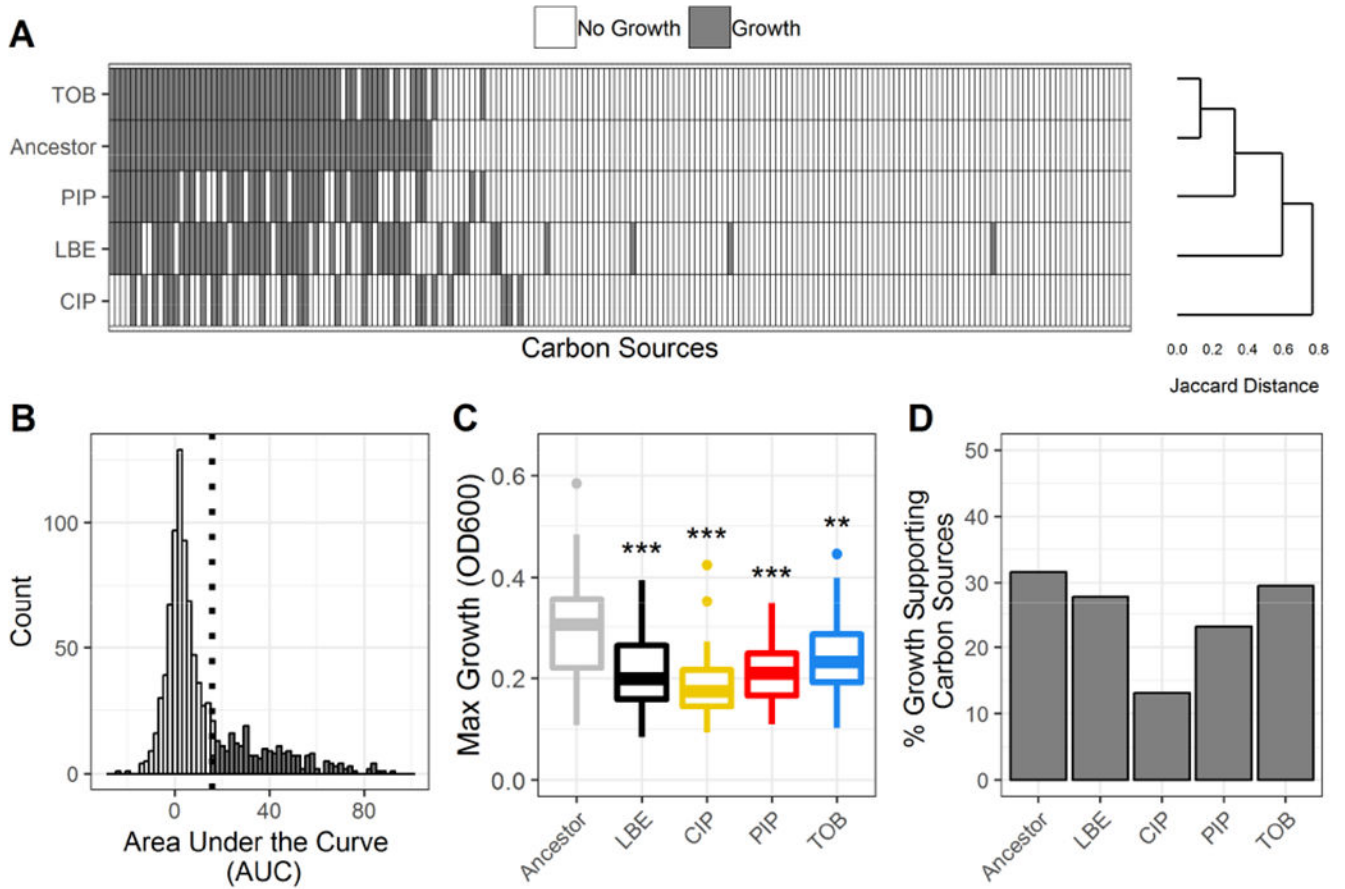 A
No Growth
Growth
TOB
Ancestor
PIP
LBE
CIP
Carbon Sources
0.0 0.2 0.4 0.6 0.8
Jaccard Distance
B
Count
100
50
0
0 40 80
Area Under the Curve
(AUC)
C
Max Growth (OD600)
0.6
0.4
0.2
0.0
***
***
***
**
Ancestor
LBE
CIP
PIP
TOB
D
% Growth Supporting
Carbon Sources
50
40
30
20
10
0
Ancestor
LBE
CIP
PIP
TOB